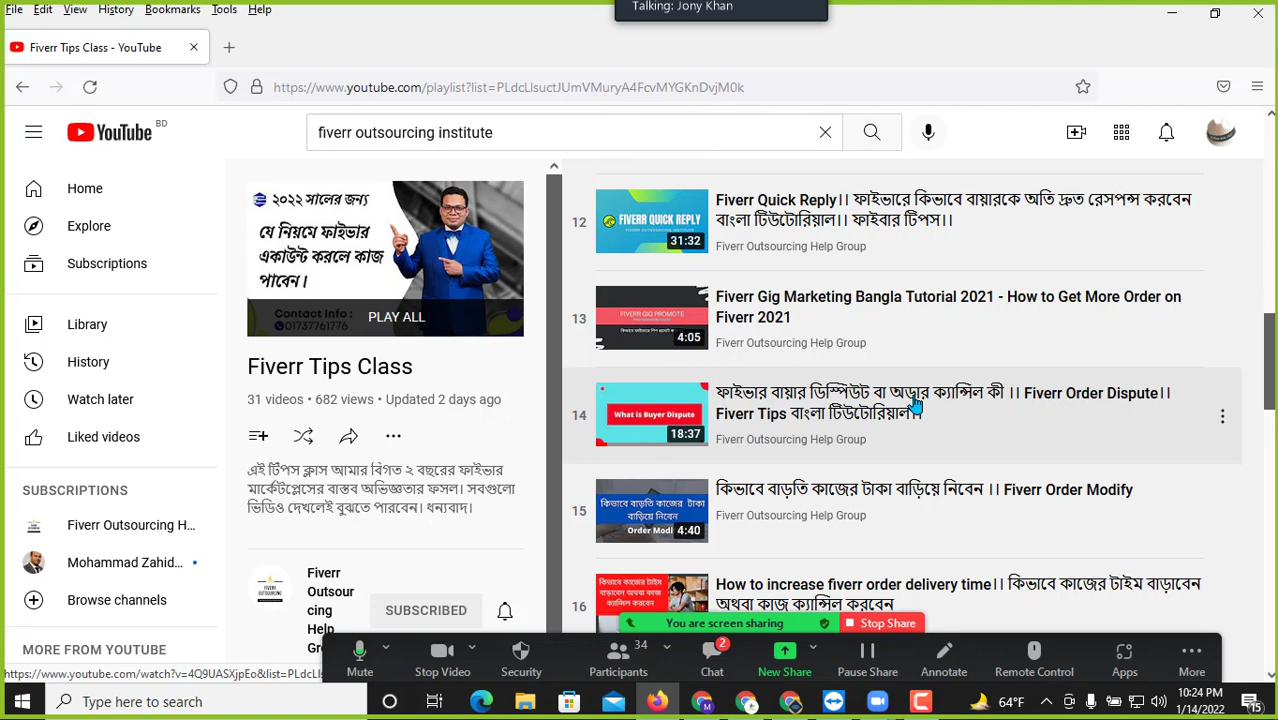 Talking: Jony Khan
File Edit View History Bookmarks Tools Help
Fiverr Tips Class - YouTube
https://www.youtube.com/playlist?list=PLdcLlsuctJUmVMuryA4FcvMYGKnDvjM0k
YouTube BD
fiverr outsourcing institute
Home
Explore
Subscriptions
Library
History
Watch later
Liked videos
SUBSCRIPTIONS
Fiverr Outsourcing H...
Mohammad Zahid...
Browse channels
MORE FROM YOUTUBE
২০২২ সালের জন্য
যে নিয়মে ফাইভার
একাউন্ট করলে কাজ
পাবেন।
Contact Info :
01737761776
PLAY ALL
Fiverr Tips Class
31 videos • 682 views • Updated 2 days ago
এই টিপস ক্লাস আমার বিগত ২ বছরের ফাইভার
মার্কেটপ্লেসের বাস্তব অভিজ্ঞতার ফসল। সবগুলো
ভিডিও দেখলেই বুঝতে পারবেন। ধন্যবাদ।
Fiverr
Outsour
cing
Help
SUBSCRIBED
12
FIVERR QUICK REPLY
31:32
Fiverr Quick Reply।। ফাইভারে কিভাবে বায়ারকে অতি দ্রুত রেসপন্স করবেন
বাংলা টিউটোরিয়াল।। ফাইবার টিপস।।
Fiverr Outsourcing Help Group
13
FIVERR GIG PROMOTE
4:05
Fiverr Gig Marketing Bangla Tutorial 2021 - How to Get More Order on
Fiverr 2021
Fiverr Outsourcing Help Group
14
What is Buyer Dispute
18:37
ফাইভার বায়ার ডিস্পিউট বা অডার ক্যান্সিল কী ।। Fiverr Order Dispute।।
Fiverr Tips বাংলা টিউটোরিয়াল।।
Fiverr Outsourcing Help Group
15
কিভাবে বাড়তি কাজের টাকা
বাড়িয়ে নিবেন
Order Modi
4:40
কিভাবে বাড়তি কাজের টাকা বাড়িয়ে নিবেন ।। Fiverr Order Modify
Fiverr Outsourcing Help Group
16
কিভাবে কাজের টাইম
বাড়াবেন অথবা কাজ
ক্যান্সিল করবেন
How to increase fiverr order delivery time।। কিভাবে কাজের টাইম বাড়াবেন
অথবা কাজ ক্যান্সিল করবেন
You are screen sharing
Stop Share
Mute
Stop Video
Security
34
Participants
2
Chat
New Share
Pause Share
Annotate
Remote Control
Apps
More
https://www.youtube.com/watch?v=4Q9UASXjpEo&list=PLdcLl
Type here to search
64°F
10:24 PM
1/14/2022
15